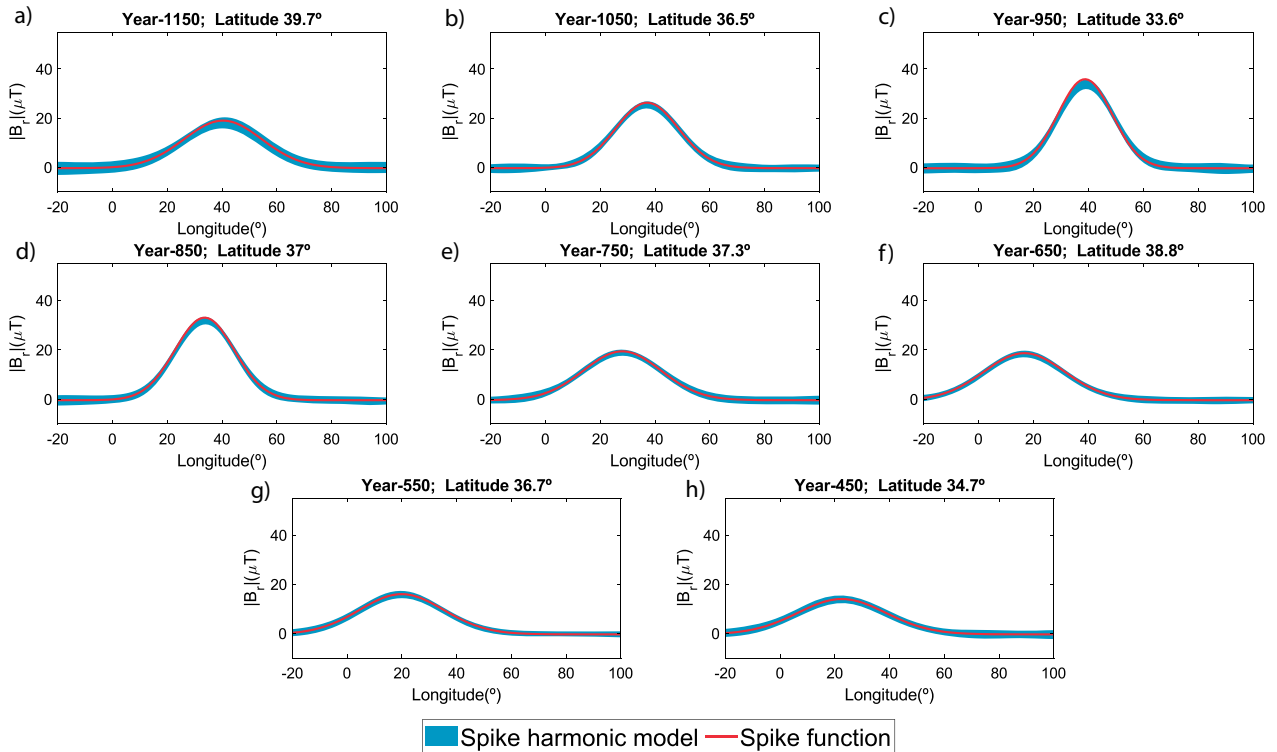 a)
Year-1150; Latitude 39.7º
|Bᵣ|(μT)
40
20
0
-20 0 20 40 60 80 100
Longitude(º)
b)
Year-1050; Latitude 36.5º
|Bᵣ|(μT)
40
20
0
-20 0 20 40 60 80 100
Longitude(º)
c)
Year-950; Latitude 33.6º
|Bᵣ|(μT)
40
20
0
-20 0 20 40 60 80 100
Longitude(º)
d)
Year-850; Latitude 37º
|Bᵣ|(μT)
40
20
0
-20 0 20 40 60 80 100
Longitude(º)
e)
Year-750; Latitude 37.3º
|Bᵣ|(μT)
40
20
0
-20 0 20 40 60 80 100
Longitude(º)
f)
Year-650; Latitude 38.8º
|Bᵣ|(μT)
40
20
0
-20 0 20 40 60 80 100
Longitude(º)
g)
Year-550; Latitude 36.7º
|Bᵣ|(μT)
40
20
0
-20 0 20 40 60 80 100
Longitude(º)
h)
Year-450; Latitude 34.7º
|Bᵣ|(μT)
40
20
0
-20 0 20 40 60 80 100
Longitude(º)
Spike harmonic model Spike function